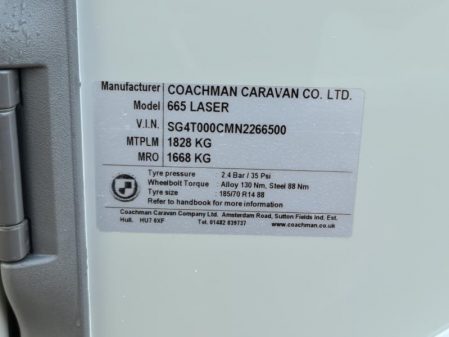 Manufacturer COACHMAN CARAVAN CO. LTD.
Model 665 LASER
V.I.N. SG4T000CMN2266500
MTPLM 1828 KG
MRO 1668 KG
Tyre pressure : 2.4 Bar / 35 Psi
Wheelbolt Torque : Alloy 130 Nm, Steel 88 Nm
Tyre size : 185/70 R14 88
Refer to handbook for more information
Coachman Caravan Company Ltd. Amsterdam Road, Sutton Fields Ind. Est.
Hull. HU7 0XF Tel. 01482 839737 www.coachman.co.uk